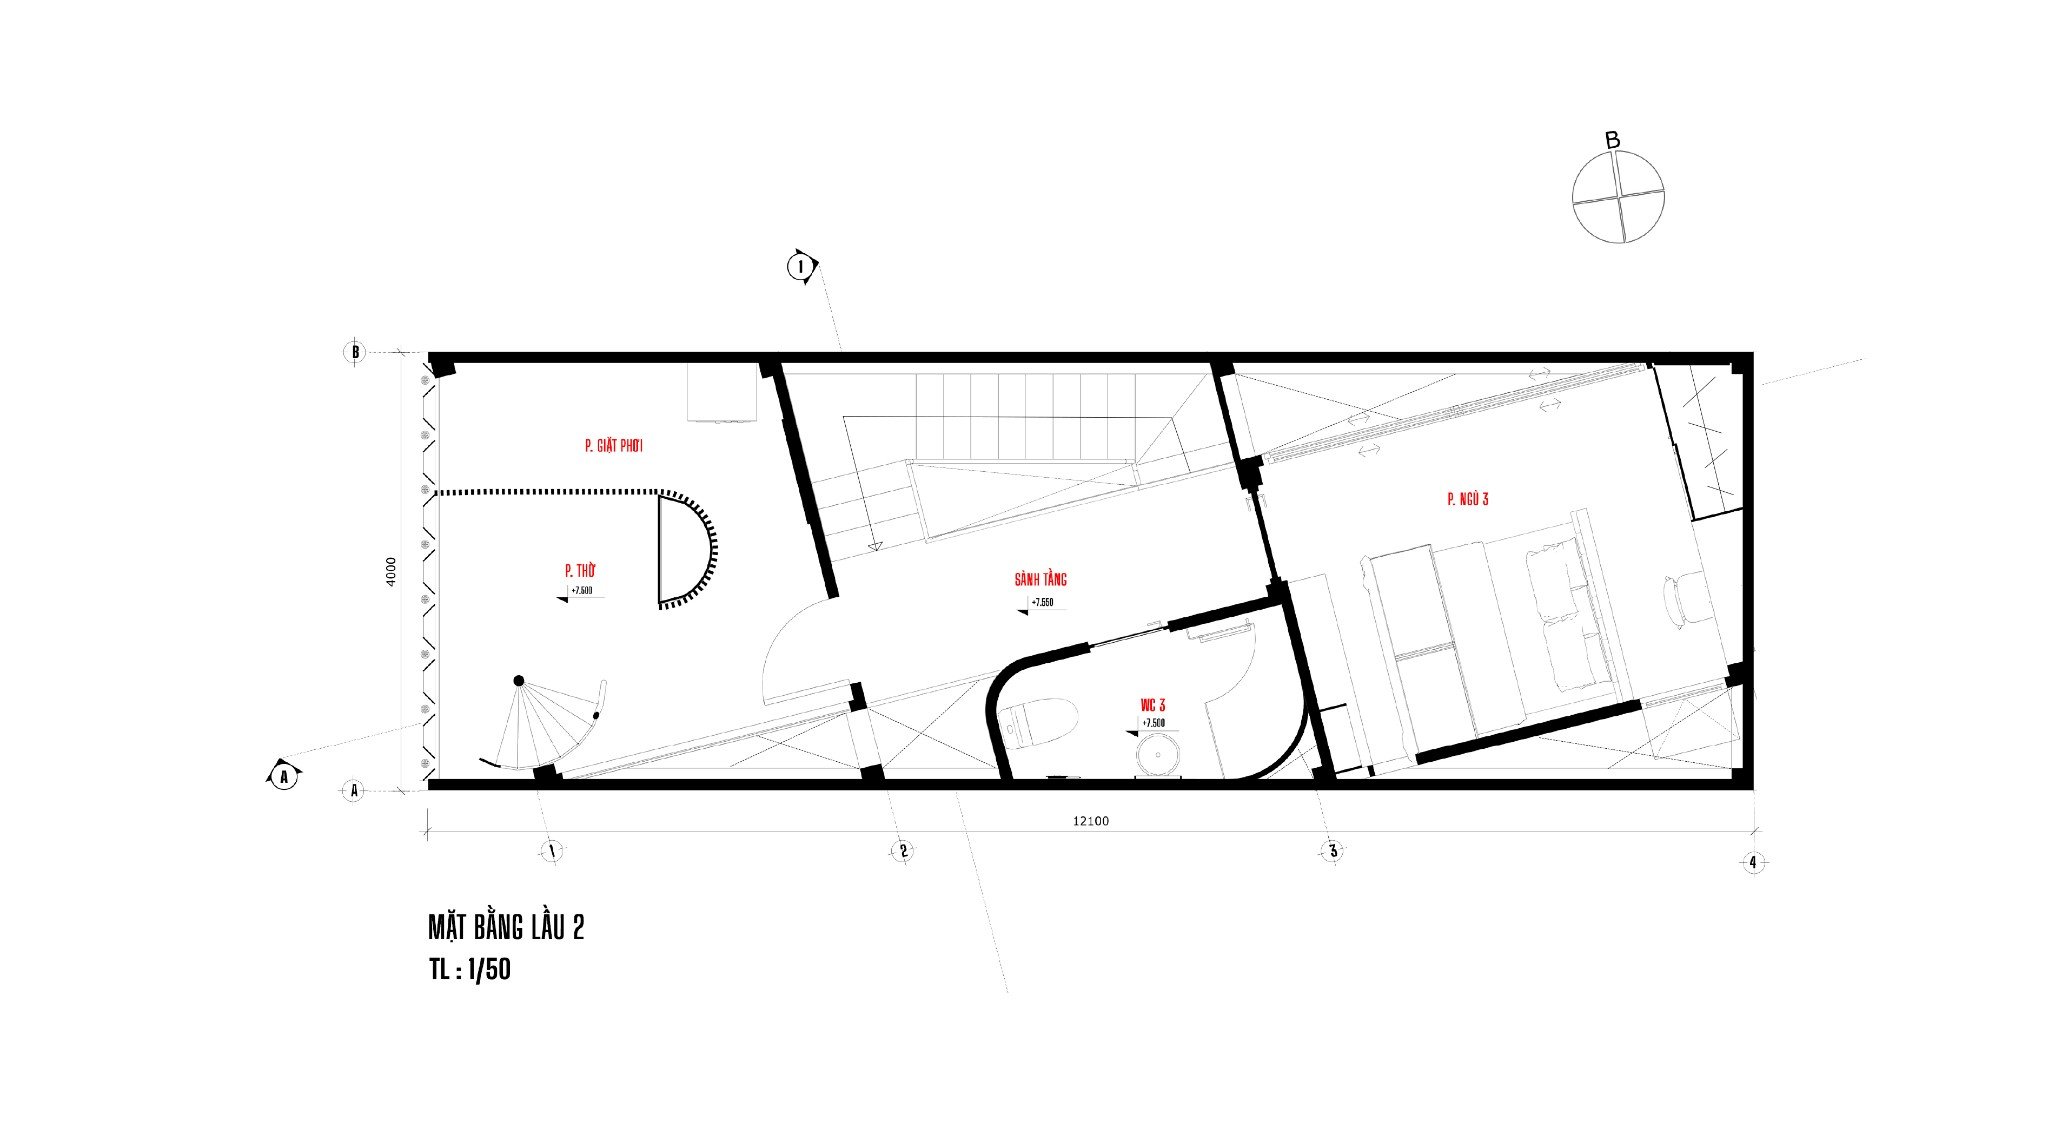 B
1
B
P. GIẶT PHƠI
P. NGỦ 3
4000
P. THỜ
+7.500
SẢNH TẦNG
+7.550
WC 3
+7.500
A
A
12100
1
2
3
4
MẶT BẰNG LẦU 2
TL : 1/50